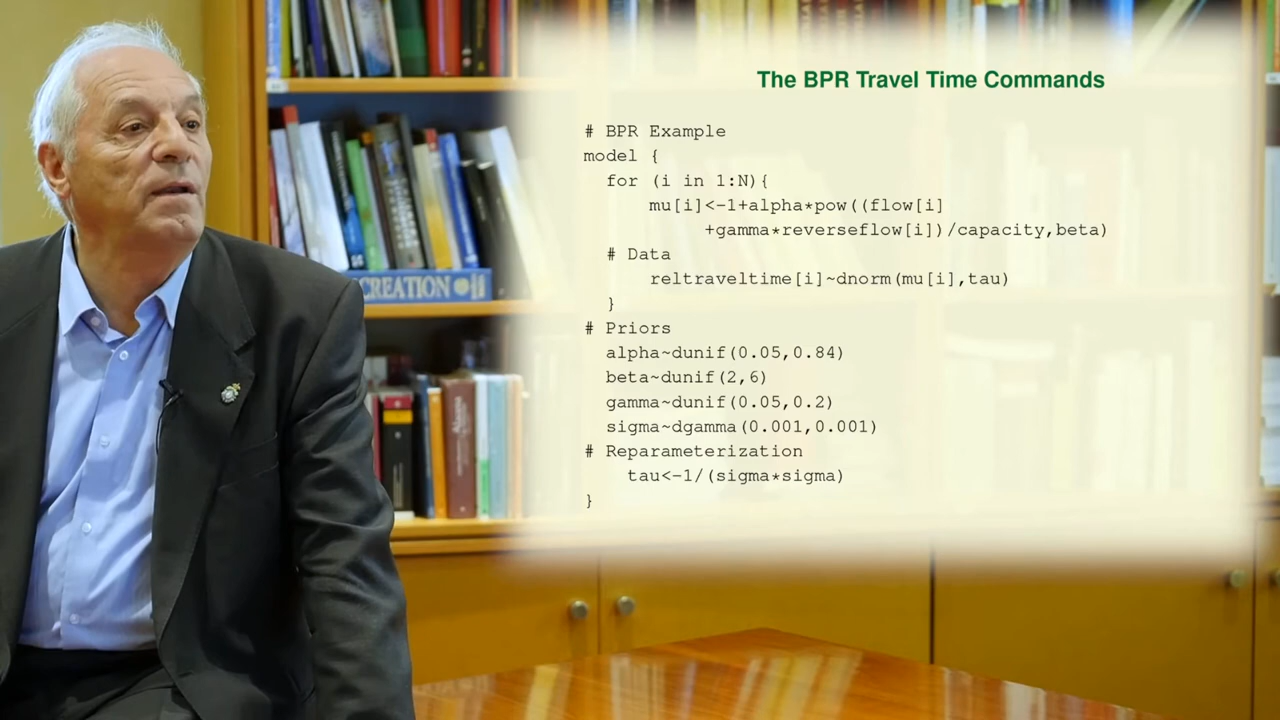 The BPR Travel Time Commands
# BPR Example
model {
for (i in 1:N){
mu[i]<-1+alpha*pow((flow[i]
+gamma*reverseflow[i])/capacity,beta)
# Data
reltraveltime[i]~dnorm(mu[i],tau)
}
# Priors
alpha~dunif(0.05,0.84)
beta~dunif(2,6)
gamma~dunif(0.05,0.2)
sigma~dgamma(0.001,0.001)
# Reparameterization
tau<-1/(sigma*sigma)
}
CREATION